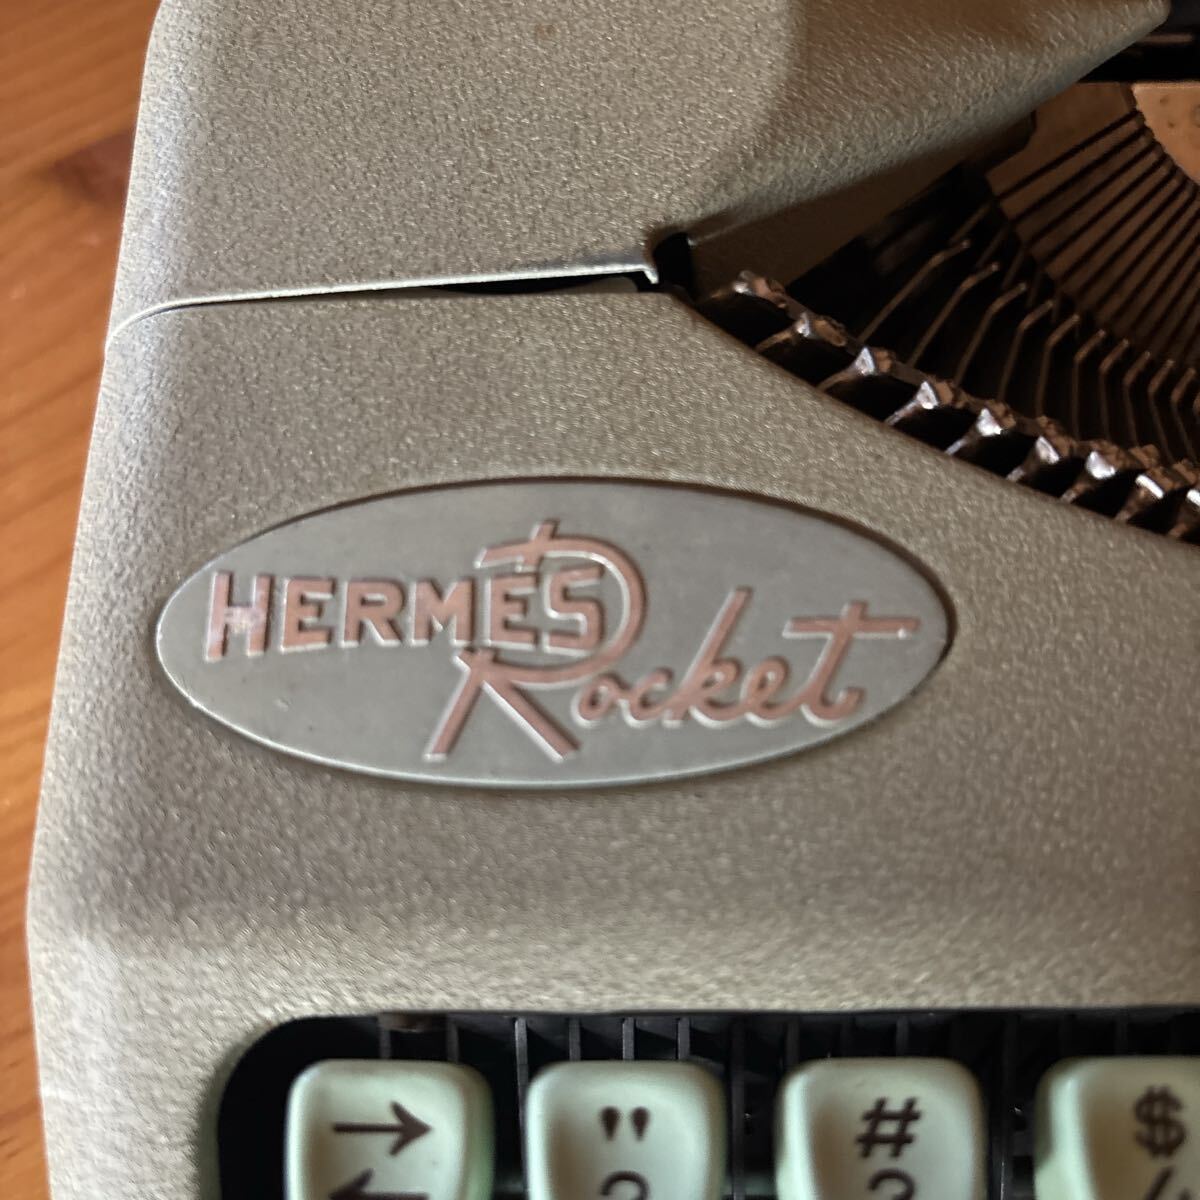 HERMES
Rocket
→ " # $
←